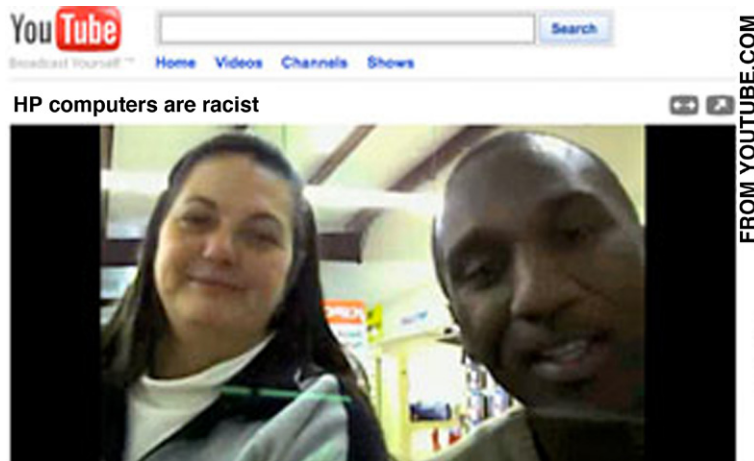 You Tube
Search
Broadcast Yourself ™
Home Videos Channels Shows
HP computers are racist
FROM YOUTUBE.COM